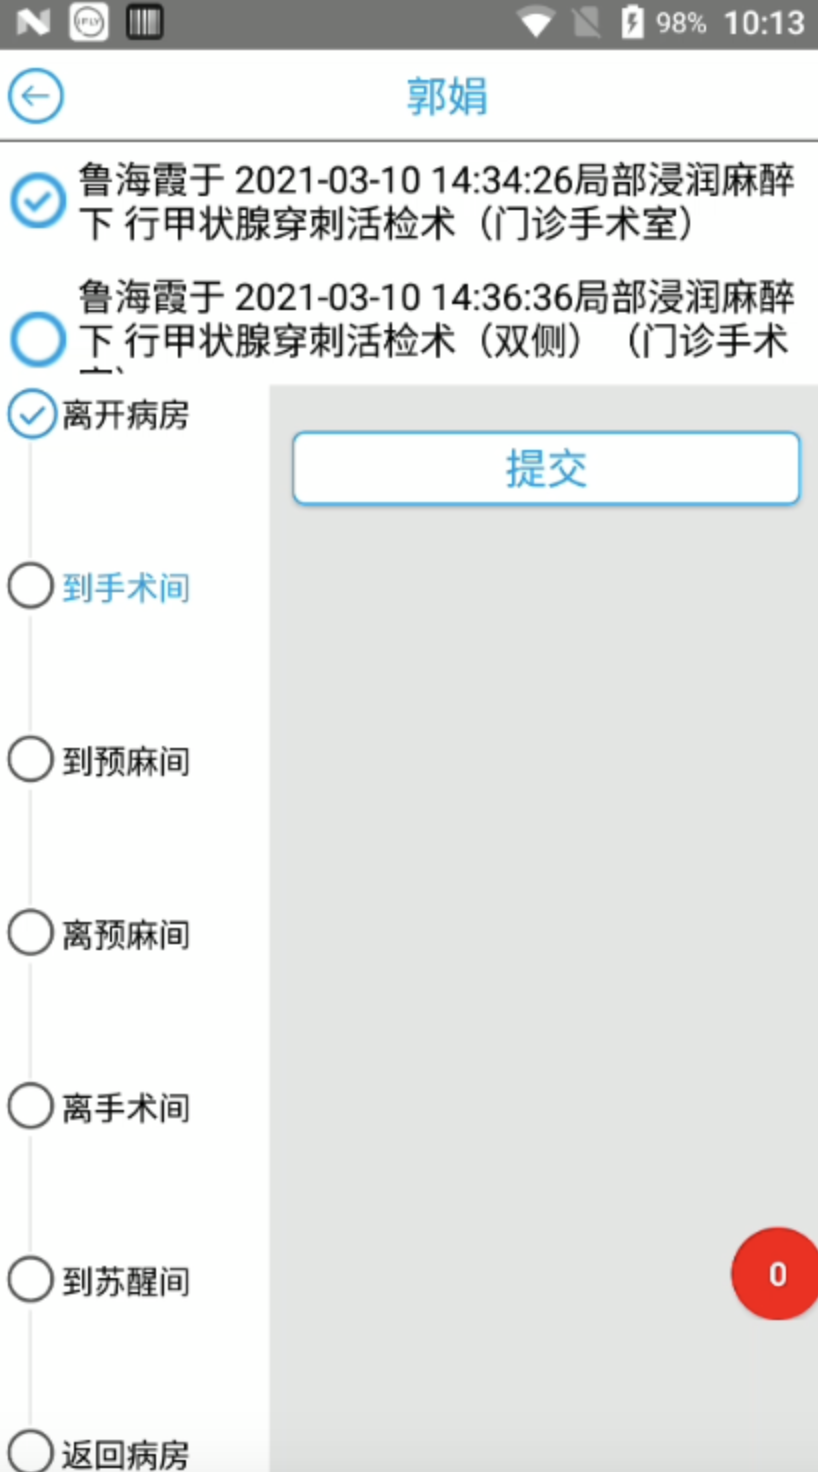 N iFLY 98% 10:13
郭娟
鲁海霞于 2021-03-10 14:34:26局部浸润麻醉
下 行甲状腺穿刺活检术（门诊手术室）
鲁海霞于 2021-03-10 14:36:36局部浸润麻醉
下 行甲状腺穿刺活检术（双侧）（门诊手术
离开病房
提交
到手术间
到预麻间
离预麻间
离手术间
到苏醒间
0
返回病房